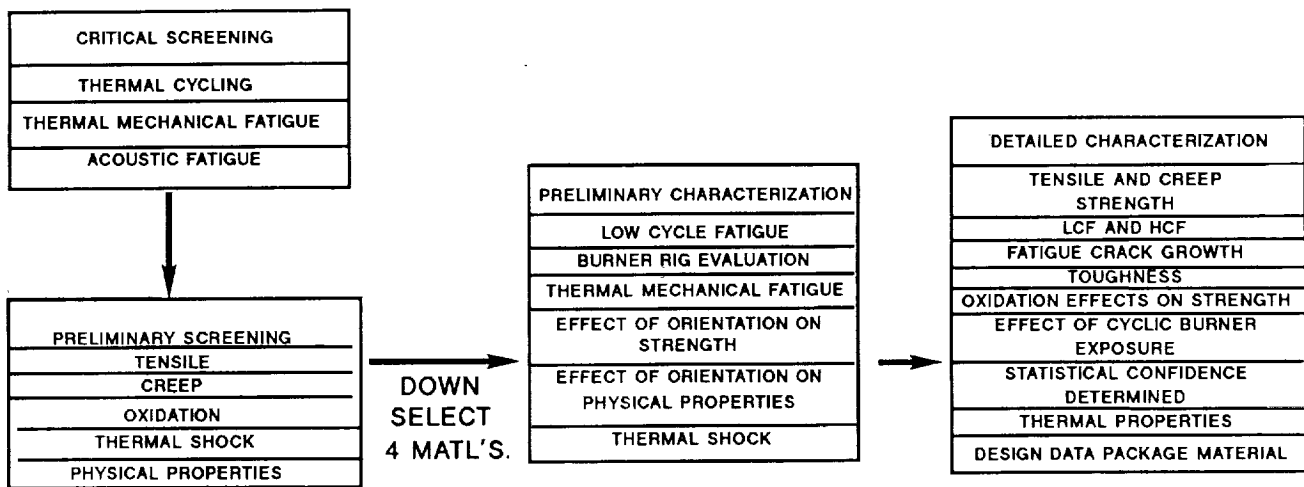 CRITICAL SCREENING
THERMAL CYCLING
THERMAL MECHANICAL FATIGUE
ACOUSTIC FATIGUE
PRELIMINARY SCREENING
TENSILE
CREEP
OXIDATION
THERMAL SHOCK
PHYSICAL PROPERTIES
DOWN
SELECT
4 MATL'S.
PRELIMINARY CHARACTERIZATION
LOW CYCLE FATIGUE
BURNER RIG EVALUATION
THERMAL MECHANICAL FATIGUE
EFFECT OF ORIENTATION ON
STRENGTH
EFFECT OF ORIENTATION ON
PHYSICAL PROPERTIES
THERMAL SHOCK
DETAILED CHARACTERIZATION
TENSILE AND CREEP
STRENGTH
LCF AND HCF
FATIGUE CRACK GROWTH
TOUGHNESS
OXIDATION EFFECTS ON STRENGTH
EFFECT OF CYCLIC BURNER
EXPOSURE
STATISTICAL CONFIDENCE
DETERMINED
THERMAL PROPERTIES
DESIGN DATA PACKAGE MATERIAL